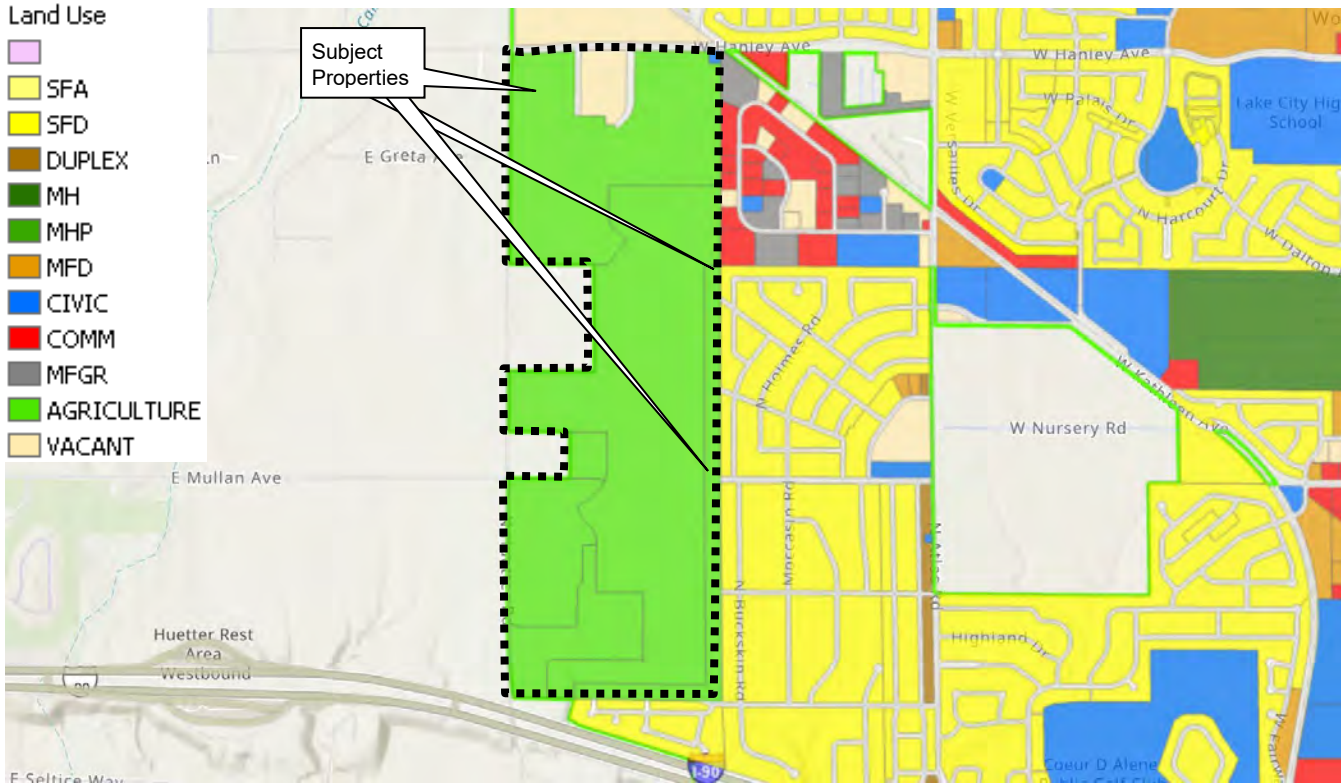 Land Use
SFA
SFD
DUPLEX
MH
MHP
MFD
CIVIC
COMM
MFGR
AGRICULTURE
VACANT
Subject
Properties
W Hanley Ave
W Hanley Ave
W Palais Dr
Lake City High
School
W Versailles Dr
N Harcourt Dr
W Dalton
E Greta Ave
N Holmes Rd
W Kathleen Ave
W Nursery Rd
E Mullan Ave
Moccasin Rd
N Atlas Rd
N Buckskin Rd
Highland Dr
Huetter Rest
Area
Westbound
I-90
Coeur D Alene
E Seltice Way